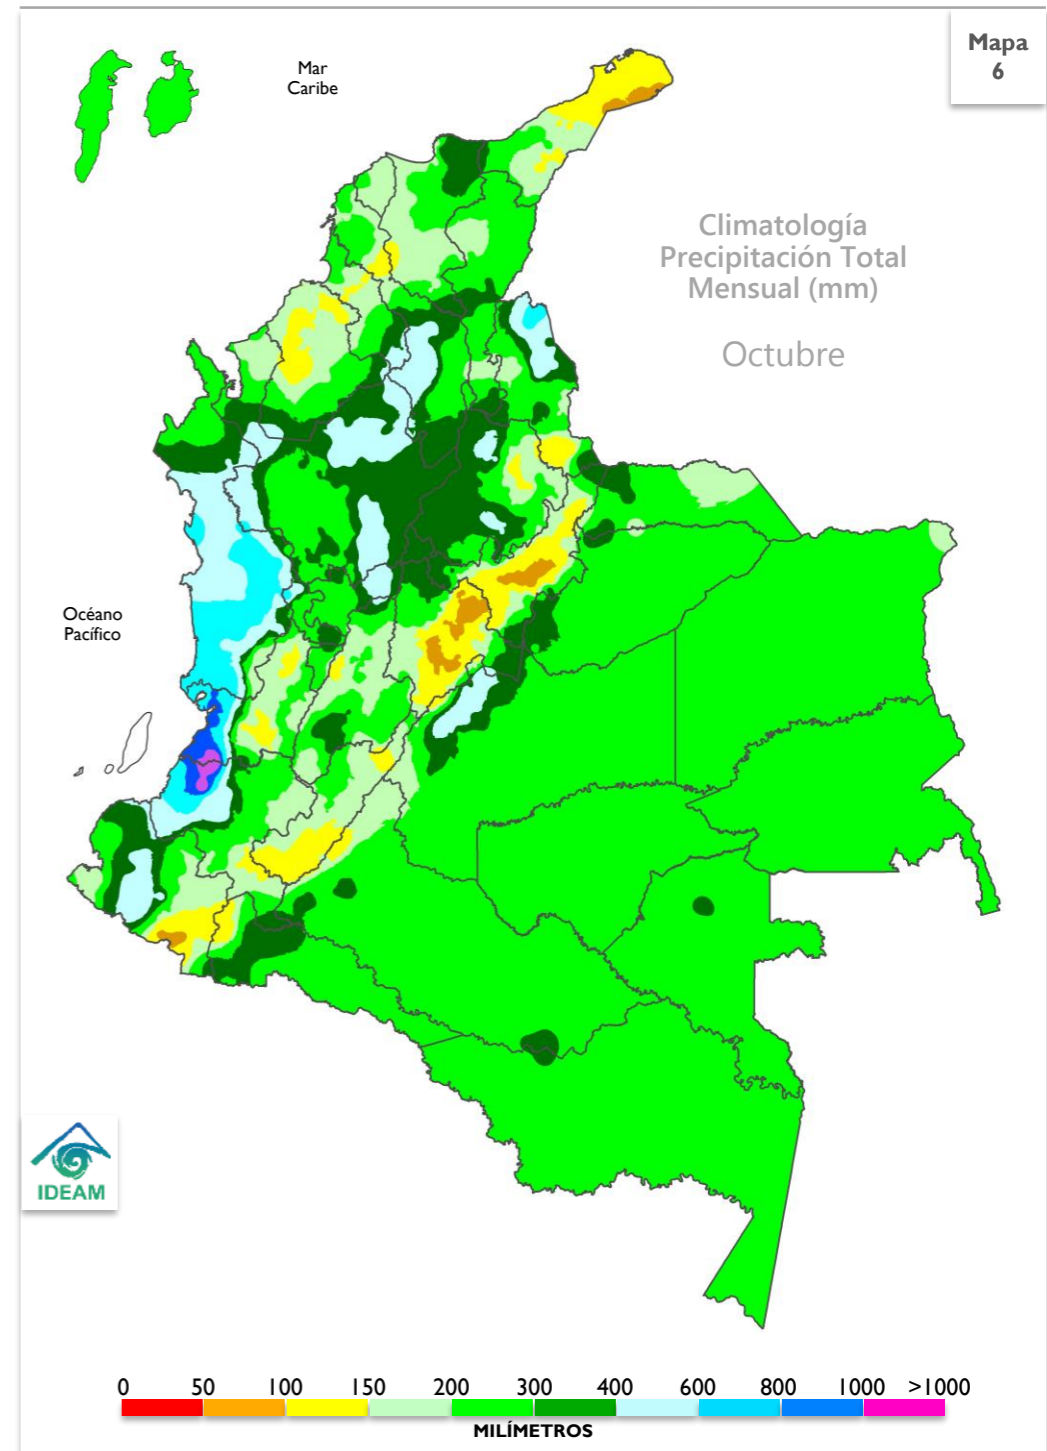 Mapa
6
Mar
Caribe
Climatología
Precipitación Total
Mensual (mm)
Octubre
Océano
Pacífico
IDEAM
0 50 100 150 200 300 400 600 800 1000 >1000
MILÍMETROS